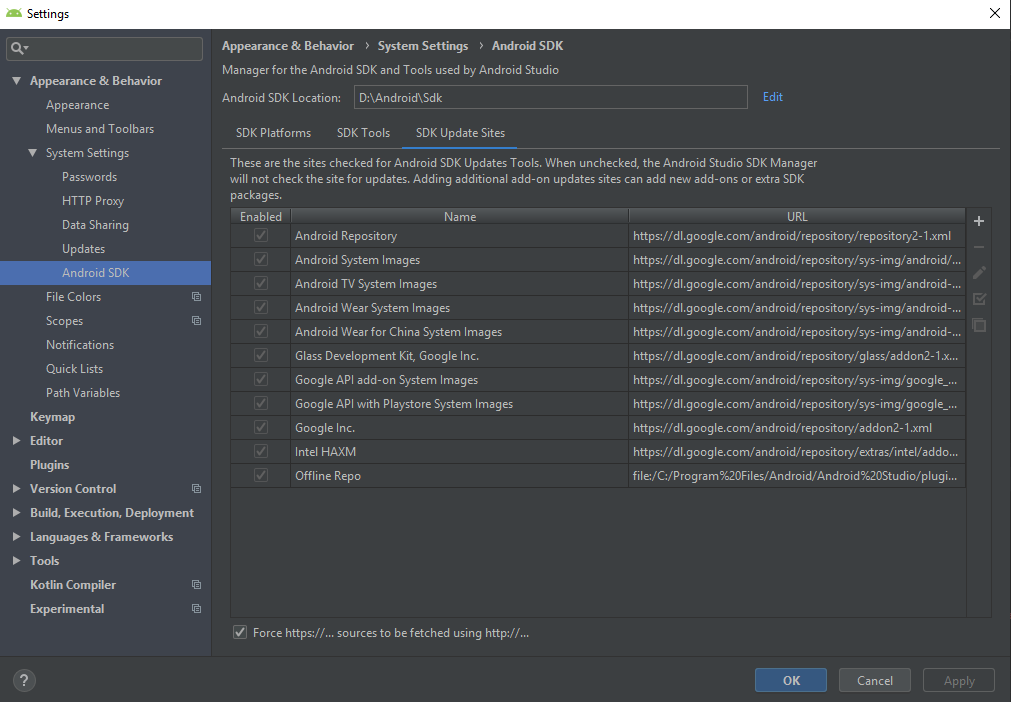 Settings
Appearance & Behavior
Appearance
Menus and Toolbars
System Settings
Passwords
HTTP Proxy
Data Sharing
Updates
Android SDK
File Colors
Scopes
Notifications
Quick Lists
Path Variables
Keymap
Editor
Plugins
Version Control
Build, Execution, Deployment
Languages & Frameworks
Tools
Kotlin Compiler
Experimental
Appearance & Behavior › System Settings › Android SDK
Manager for the Android SDK and Tools used by Android Studio
Android SDK Location: D:\Android\Sdk Edit
SDK Platforms SDK Tools SDK Update Sites
These are the sites checked for Android SDK Updates Tools. When unchecked, the Android Studio SDK Manager
will not check the site for updates. Adding additional add-on updates sites can add new add-ons or extra SDK
packages.
Enabled Name URL
Android Repository https://dl.google.com/android/repository/repository2-1.xml
Android System Images https://dl.google.com/android/repository/sys-img/android/...
Android TV System Images https://dl.google.com/android/repository/sys-img/android-...
Android Wear System Images https://dl.google.com/android/repository/sys-img/android-...
Android Wear for China System Images https://dl.google.com/android/repository/sys-img/android-...
Glass Development Kit, Google Inc. https://dl.google.com/android/repository/glass/addon2-1.x...
Google API add-on System Images https://dl.google.com/android/repository/sys-img/google_...
Google API with Playstore System Images https://dl.google.com/android/repository/sys-img/google_...
Google Inc. https://dl.google.com/android/repository/addon2-1.xml
Intel HAXM https://dl.google.com/android/repository/extras/intel/addo...
Offline Repo file:/C:/Program%20Files/Android/Android%20Studio/plugi...
Force https://... sources to be fetched using http://...
? OK Cancel Apply